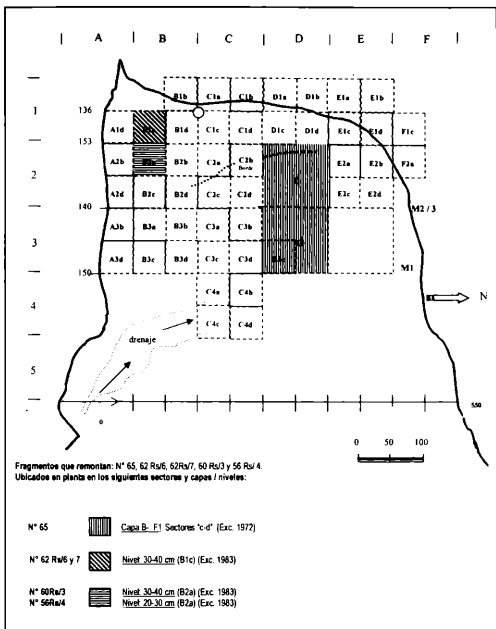 A B C D E F
B1b C1a C1b D1a D1b E1a E1b
1 136 A1d B1c B1d C1c C1d D1c D1d E1c E1d F1c
153
2 A2b B2a B2b C2a C2b E2a E2b F2a
A2d B2c B2d C2c C2d E2c E2d M2 / 3
140
3 A3b B3a B3b C3a C3b
A3d B3c B3d C3c C3d M1
150
N
4 C4a C4b
C4c C4d
drenaje
5
0 550
0 50 100
Fragmentos que remontan: N° 65, 62 Rs/6, 62Rs/7, 60 Rs/3 y 56 Rs/ 4.
Ubicados en planta en los siguientes sectores y capas / niveles:
N° 65 Capa B- F1 Sectores "c-d" (Exc. 1972)
N° 62 Rs/6 y 7 Nivel 30-40 cm (B1c) (Exc. 1983)
N° 60Rs/3 Nivel 30-40 cm (B2a) (Exc. 1983)
N° 56Rs/4 Nivel 20-30 cm (B2a) (Exc. 1983)